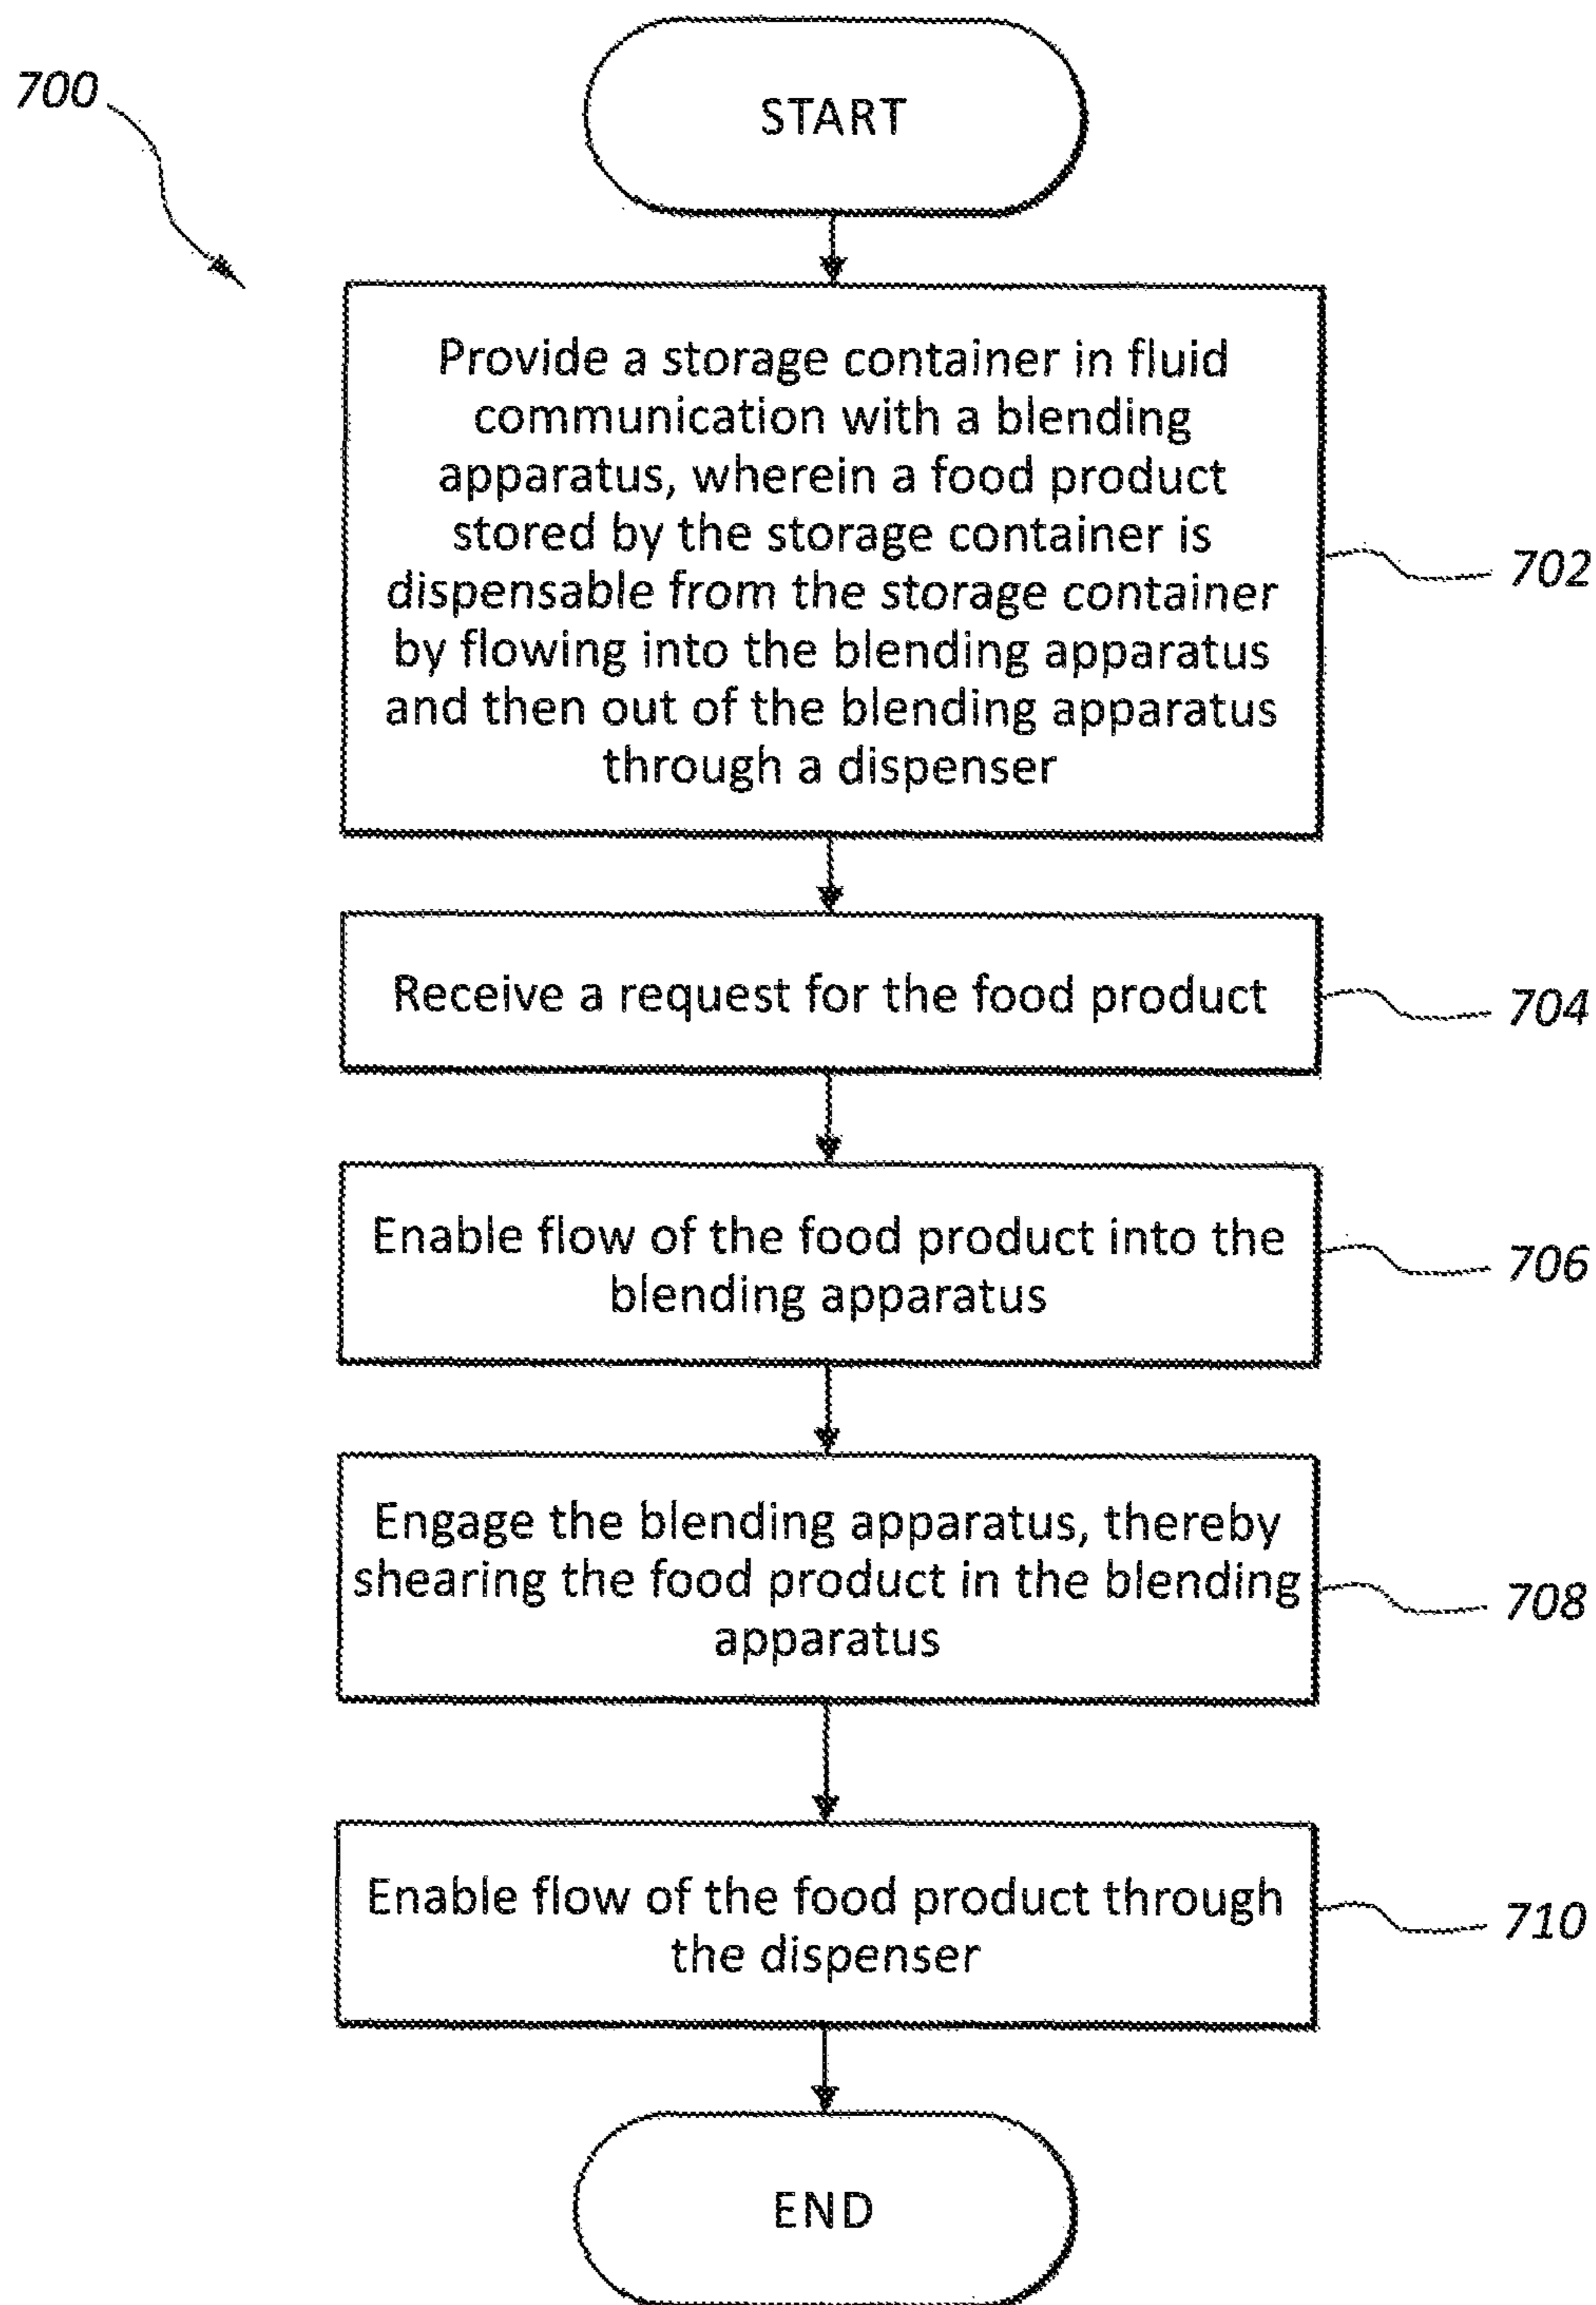 700
START
Provide a storage container in fluid
communication with a blending
apparatus, wherein a food product
stored by the storage container is
dispensable from the storage container
by flowing into the blending apparatus
and then out of the blending apparatus
through a dispenser
702
Receive a request for the food product
704
Enable flow of the food product into the
blending apparatus
706
Engage the blending apparatus, thereby
shearing the food product in the blending
apparatus
708
Enable flow of the food product through
the dispenser
710
END